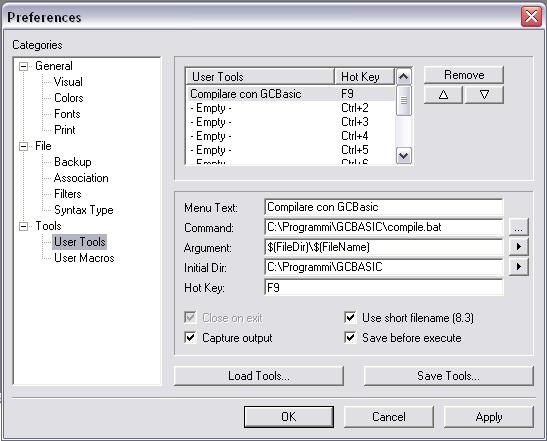 Preferences
Categories
General
Visual
Colors
Fonts
Print
File
Backup
Association
Filters
Syntax Type
Tools
User Tools
User Macros
User Tools Hot Key
Compilare con GCBasic F9
- Empty - Ctrl+2
- Empty - Ctrl+3
- Empty - Ctrl+4
- Empty - Ctrl+5
- Empty - Ctrl+6
Remove
Menu Text: Compilare con GCBasic
Command: C:\Programmi\GCBASIC\compile.bat ...
Argument: $(FileDir)\$(FileName)
Initial Dir: C:\Programmi\GCBASIC
Hot Key: F9
Close on exit Use short filename (8.3)
Capture output Save before execute
Load Tools... Save Tools...
OK Cancel Apply